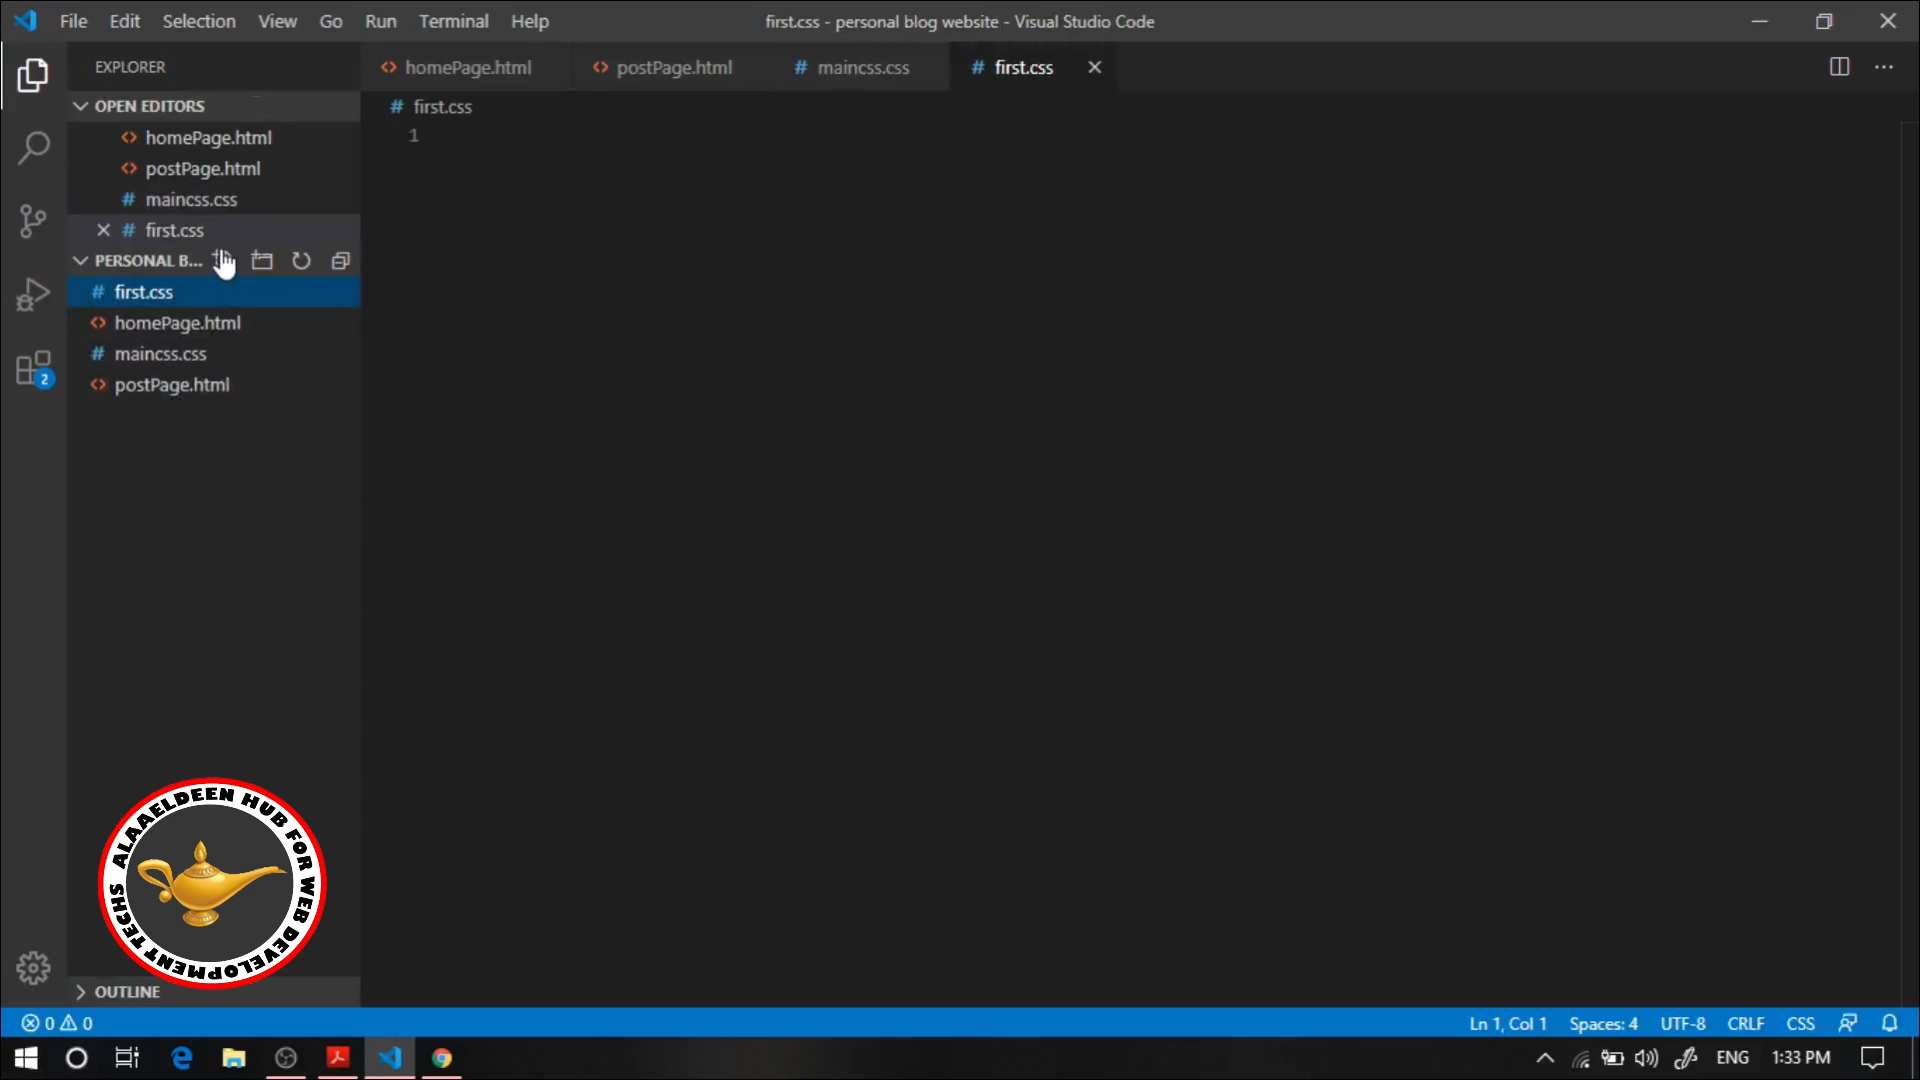 File Edit Selection View Go Run Terminal Help
first.css - personal blog website - Visual Studio Code
EXPLORER
homePage.html
postPage.html
maincss.css
first.css
OPEN EDITORS
homePage.html
postPage.html
maincss.css
first.css
PERSONAL B...
first.css
homePage.html
maincss.css
postPage.html
first.css
1
2
ALAAELDEEN HUB FOR WEB DEVELOPMENT TECHS
OUTLINE
0 0
Ln 1, Col 1 Spaces: 4 UTF-8 CRLF CSS
ENG 1:33 PM